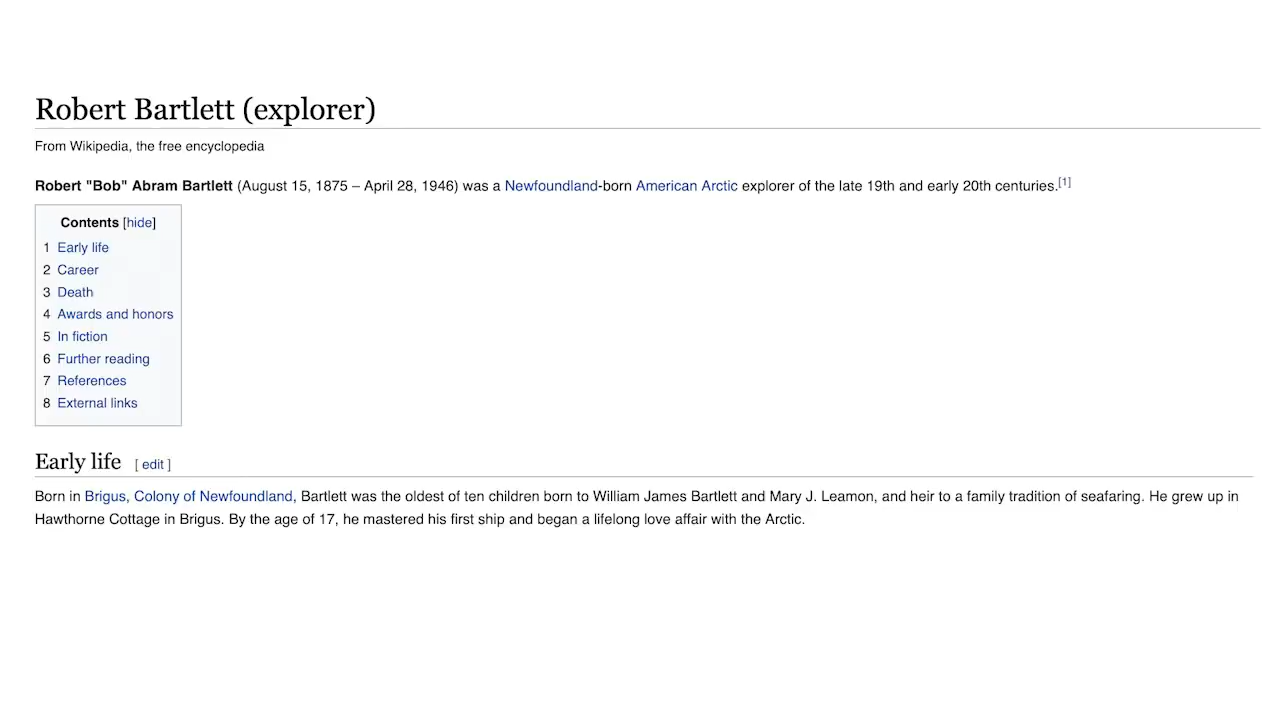 Robert Bartlett (explorer)
From Wikipedia, the free encyclopedia
Robert "Bob" Abram Bartlett (August 15, 1875 – April 28, 1946) was a Newfoundland-born American Arctic explorer of the late 19th and early 20th centuries.[1]
Contents [hide]
1 Early life
2 Career
3 Death
4 Awards and honors
5 In fiction
6 Further reading
7 References
8 External links
Early life [ edit ]
Born in Brigus, Colony of Newfoundland, Bartlett was the oldest of ten children born to William James Bartlett and Mary J. Leamon, and heir to a family tradition of seafaring. He grew up in
Hawthorne Cottage in Brigus. By the age of 17, he mastered his first ship and began a lifelong love affair with the Arctic.